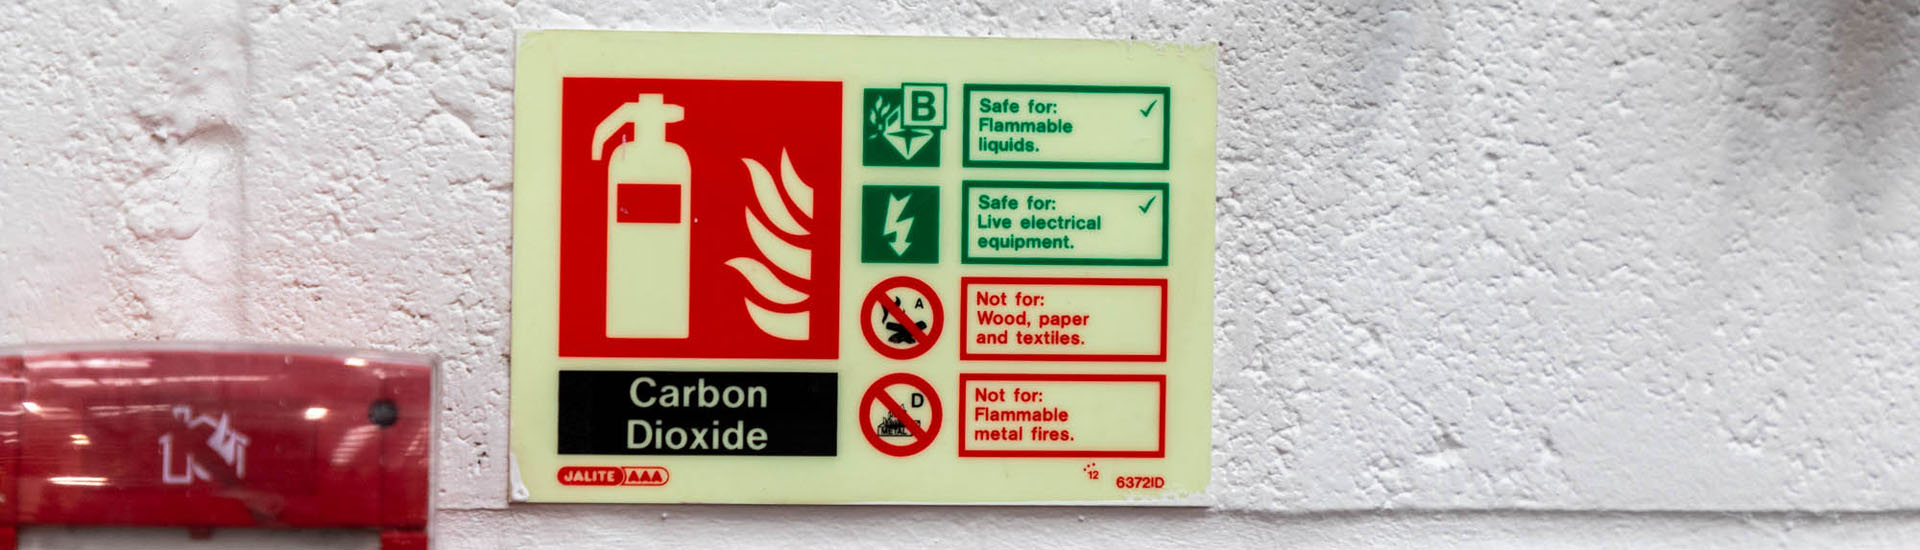 B
Safe for:
Flammable
liquids.
Safe for:
Live electrical
equipment.
A
Not for:
Wood, paper
and textiles.
D
METAL
Not for:
Flammable
metal fires.
Carbon
Dioxide
JALITE AAA
12
6372ID